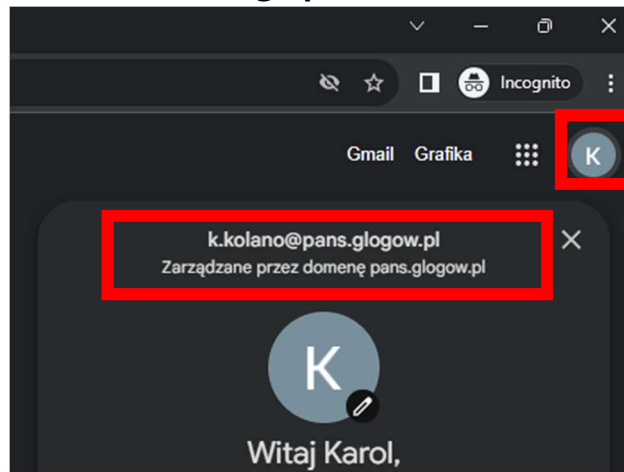 Incognito
Gmail Grafika K
k.kolano@pans.glogow.pl
Zarządzane przez domenę pans.glogow.pl
K
Witaj Karol,